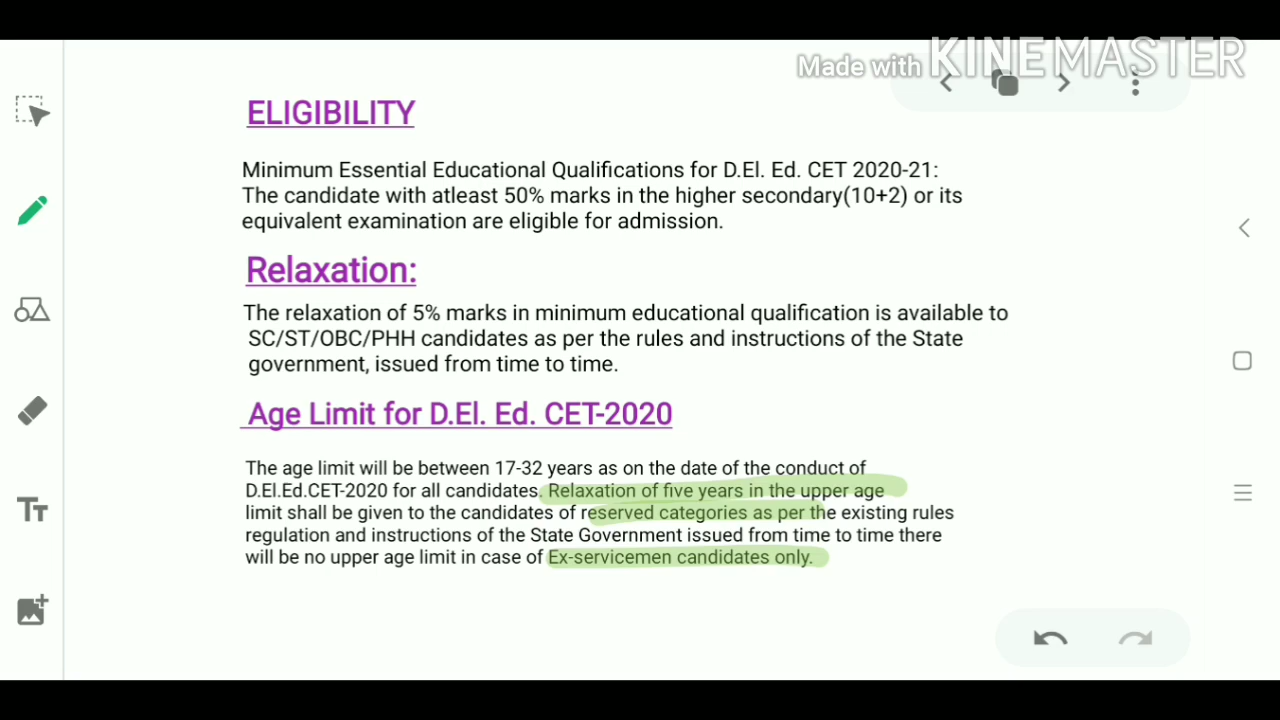 Made with KINEMASTER
ELIGIBILITY
Minimum Essential Educational Qualifications for D.El. Ed. CET 2020-21:
The candidate with atleast 50% marks in the higher secondary(10+2) or its
equivalent examination are eligible for admission.
Relaxation:
The relaxation of 5% marks in minimum educational qualification is available to
SC/ST/OBC/PHH candidates as per the rules and instructions of the State
government, issued from time to time.
Age Limit for D.El. Ed. CET-2020
The age limit will be between 17-32 years as on the date of the conduct of
D.El.Ed.CET-2020 for all candidates. Relaxation of five years in the upper age
limit shall be given to the candidates of reserved categories as per the existing rules
regulation and instructions of the State Government issued from time to time there
will be no upper age limit in case of Ex-servicemen candidates only.
Tт